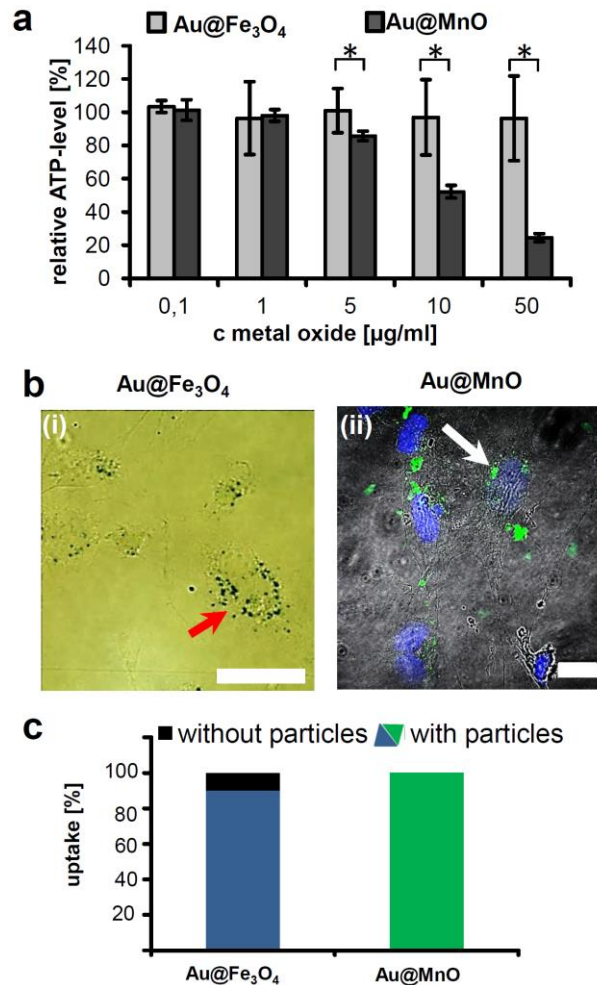 a
Au@Fe₃O₄ Au@MnO
relative ATP-level [%]
140
120
100
80
60
40
20
0
* * *
0,1 1 5 10 50
c metal oxide [µg/ml]
b
Au@Fe₃O₄ Au@MnO
(i) (ii)
c
without particles with particles
uptake [%]
100
80
60
40
20
Au@Fe₃O₄ Au@MnO